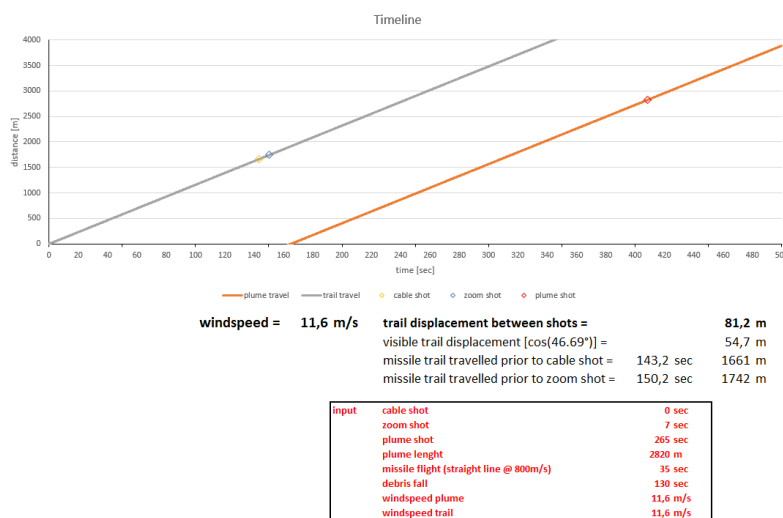 Timeline
4000
3500
3000
2500
2000
1500
1000
500
0
distance [m]
0 20 40 60 80 100 120 140 160 180 200 220 240 260 280 300 320 340 360 380 400 420 440 460 480 500
time [sec]
plume travel trail travel cable shot zoom shot plume shot
windspeed = 11,6 m/s trail displacement between shots = 81,2 m
visible trail displacement [cos(46.69°)] = 54,7 m
missile trail travelled prior to cable shot = 143,2 sec 1661 m
missile trail travelled prior to zoom shot = 150,2 sec 1742 m
input cable shot 0 sec
zoom shot 7 sec
plume shot 265 sec
plume lenght 2820 m
missile flight (straight line @ 800m/s) 35 sec
debris fall 130 sec
windspeed plume 11,6 m/s
windspeed trail 11,6 m/s